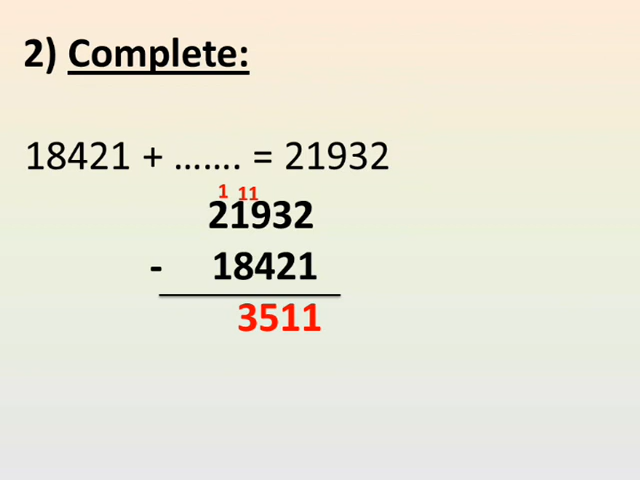 2) Complete:
18421 + ……. = 21932
1 11
21932
- 18421
3511